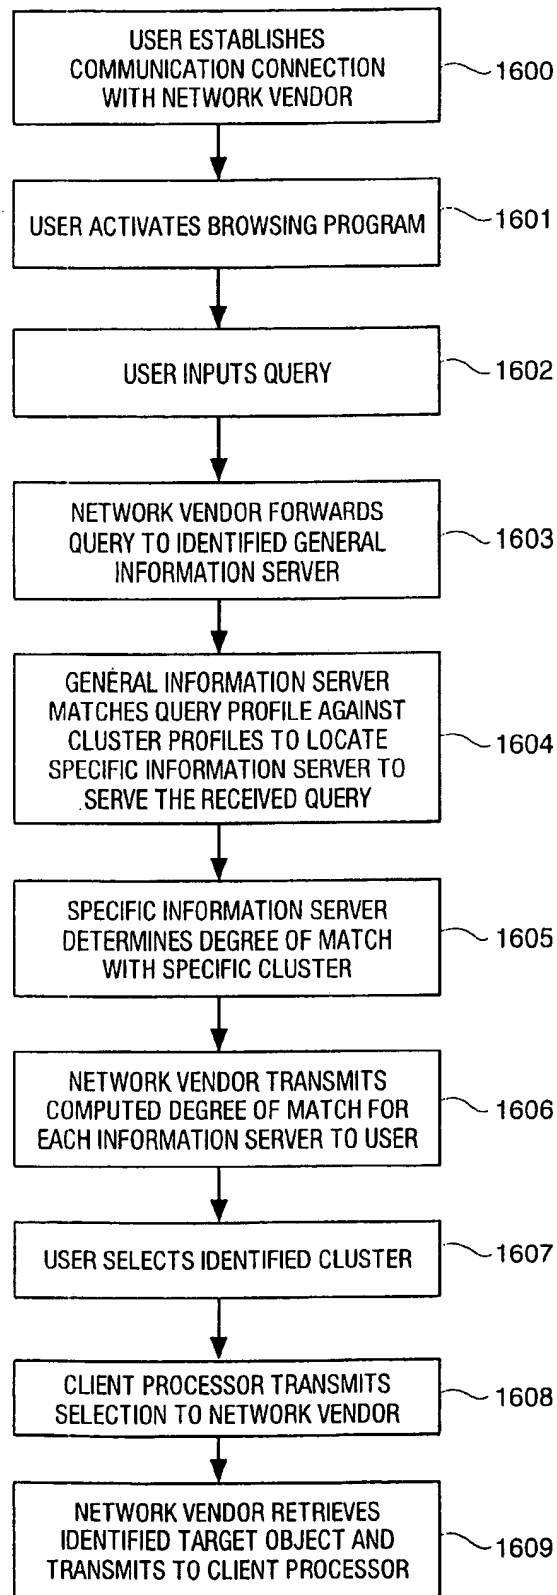 USER ESTABLISHES
COMMUNICATION CONNECTION
WITH NETWORK VENDOR
1600
USER ACTIVATES BROWSING PROGRAM
1601
USER INPUTS QUERY
1602
NETWORK VENDOR FORWARDS
QUERY TO IDENTIFIED GENERAL
INFORMATION SERVER
1603
GENERAL INFORMATION SERVER
MATCHES QUERY PROFILE AGAINST
CLUSTER PROFILES TO LOCATE
SPECIFIC INFORMATION SERVER TO
SERVE THE RECEIVED QUERY
1604
SPECIFIC INFORMATION SERVER
DETERMINES DEGREE OF MATCH
WITH SPECIFIC CLUSTER
1605
NETWORK VENDOR TRANSMITS
COMPUTED DEGREE OF MATCH FOR
EACH INFORMATION SERVER TO USER
1606
USER SELECTS IDENTIFIED CLUSTER
1607
CLIENT PROCESSOR TRANSMITS
SELECTION TO NETWORK VENDOR
1608
NETWORK VENDOR RETRIEVES
IDENTIFIED TARGET OBJECT AND
TRANSMITS TO CLIENT PROCESSOR
1609